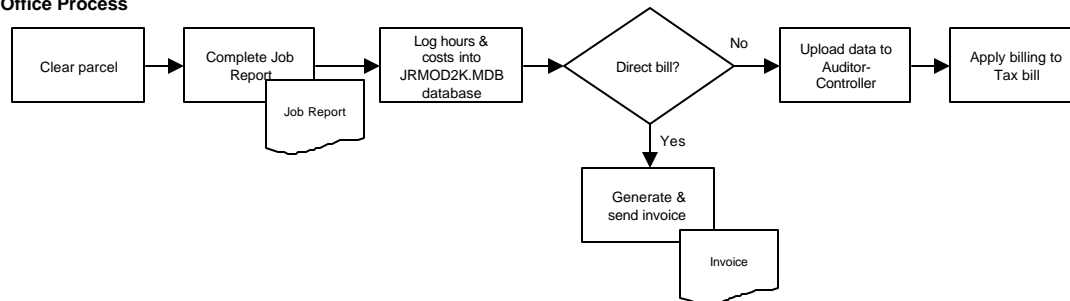 Office Process
Clear parcel
Complete Job
Report
Job Report
Log hours &
costs into
JRMOD2K.MDB
database
Direct bill?
No
Upload data to
Auditor-
Controller
Apply billing to
Tax bill
Yes
Generate &
send invoice
Invoice